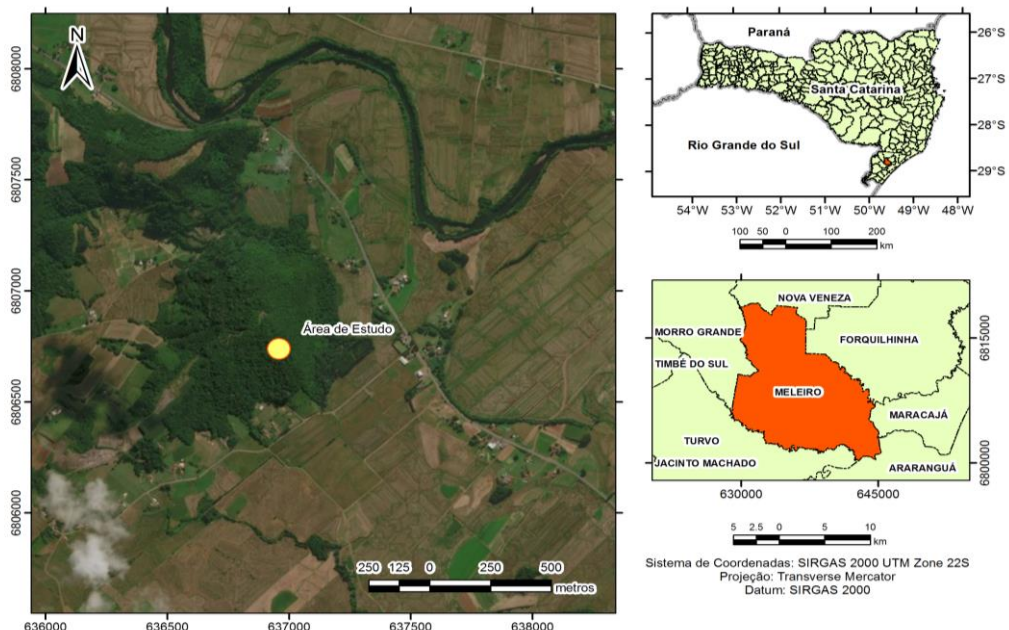 N
6808000
6807500
6807000
6806500
6806000
Área de Estudo
250 125 0 250 500
metros
636000 636500 637000 637500 638000
Paraná
Santa Catarina
Rio Grande do Sul
26°S
27°S
28°S
29°S
54°W 53°W 52°W 51°W 50°W 49°W 48°W
100 50 0 100 200
km
NOVA VENEZA
MORRO GRANDE
FORQUILHINHA
TIMBÉ DO SUL
MELEIRO
MARACAJÁ
TURVO
JACINTO MACHADO
ARARANGUÁ
6815000
6800000
630000 645000
5 2.5 0 5 10
km
Sistema de Coordenadas: SIRGAS 2000 UTM Zone 22S
Projeção: Transverse Mercator
Datum: SIRGAS 2000